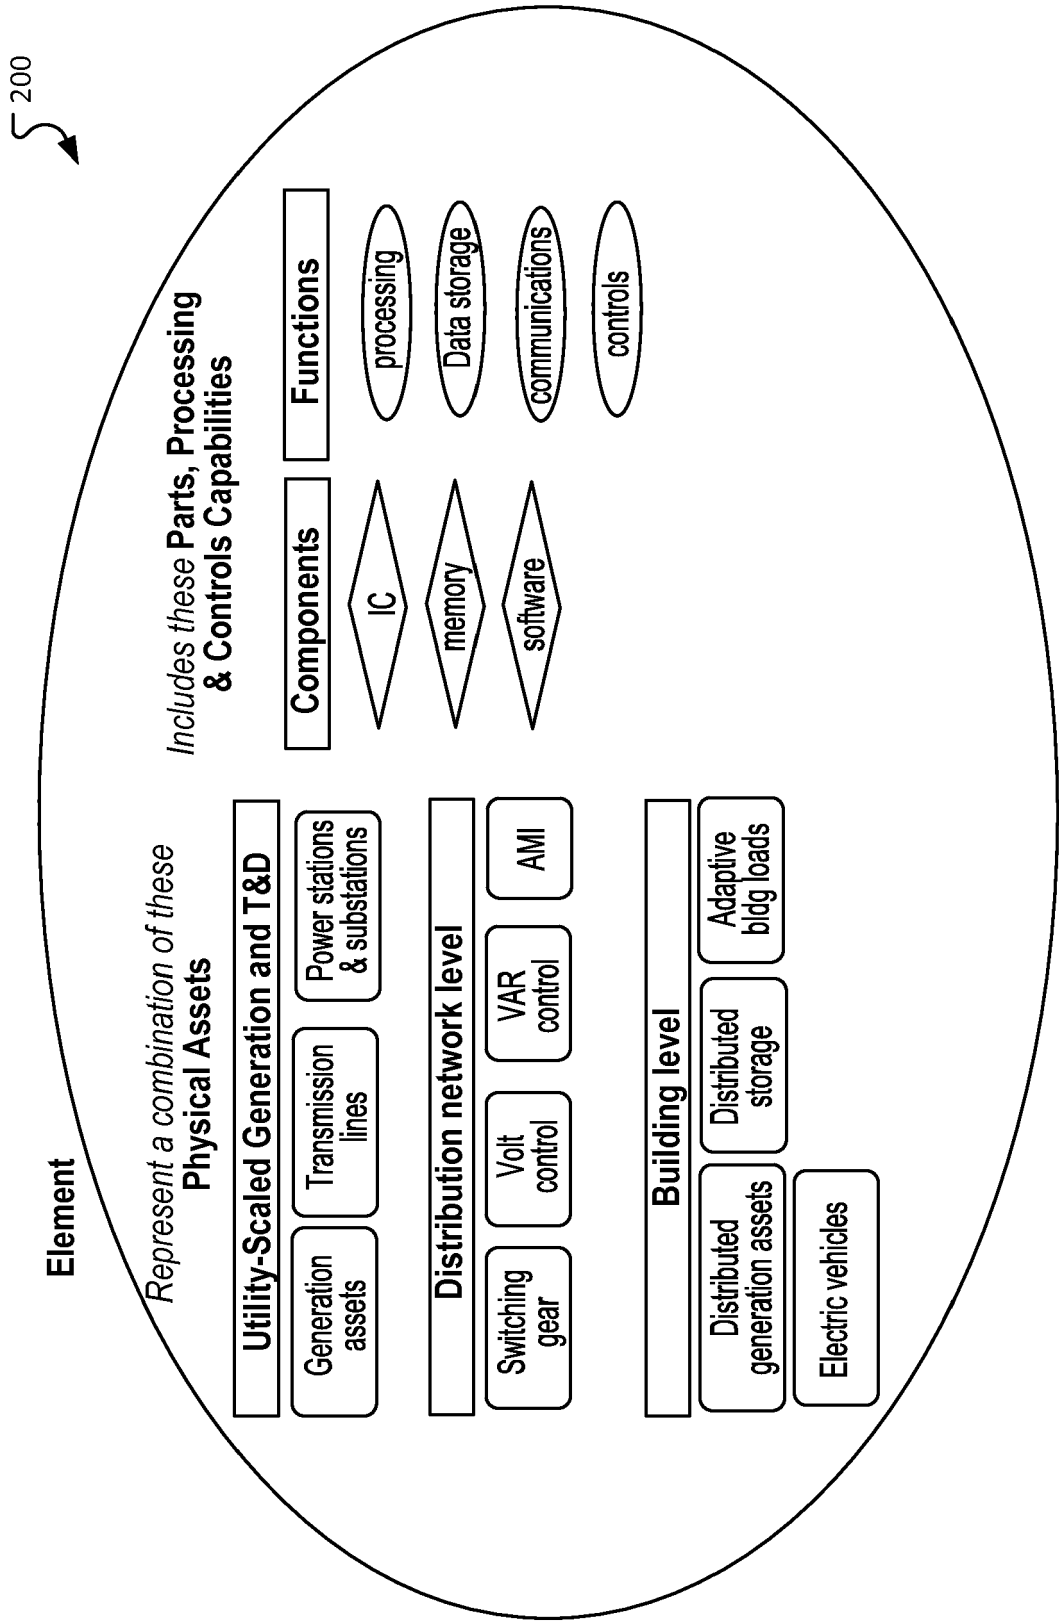 200
Element
Represent a combination of these
Physical Assets
Utility-Scaled Generation and T&D
Generation
assets
Transmission
lines
Power stations
& substations
Distribution network level
Switching
gear
Volt
control
VAR
control
AMI
Building level
Distributed
generation assets
Distributed
storage
Adaptive
bldg loads
Electric vehicles
Includes these Parts, Processing
& Controls Capabilities
Components
IC
memory
software
Functions
processing
Data storage
communications
controls